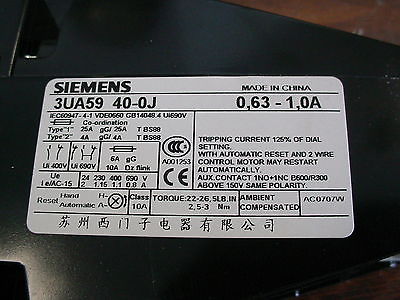 SIEMENS
MADE IN CHINA
3UA59 40-0J
0,63 - 1,0A
IEC60947-4-1 VDE0660 GB14048.4 Ui690V
Co-ordination
Type"1" 25A gG/ 25A T BS88
Type"2" 4A gG/ 4A T BS88
6A
gG
Ui 400V Ui 690V 10A Dz flink
A001253
TRIPPING CURRENT 125% OF DIAL
SETTING.
WITH AUTOMATIC RESET AND 2 WIRE
CONTROL MOTOR MAY RESTART
AUTOMATICALLY.
AUX.CONTACT 1NO+1NC B600/R300
ABOVE 150V SAME POLARITY
Ue 24 230 400 690 V
Ie/AC-15 2 1.15 1.1 0.8 A
Reset Hand H
Automatic A
Class
10A
TORQUE:22-26,5LB.IN
2,5-3 Nm
AMBIENT
COMPENSATED
AC0707W
苏州西门子电器有限公司